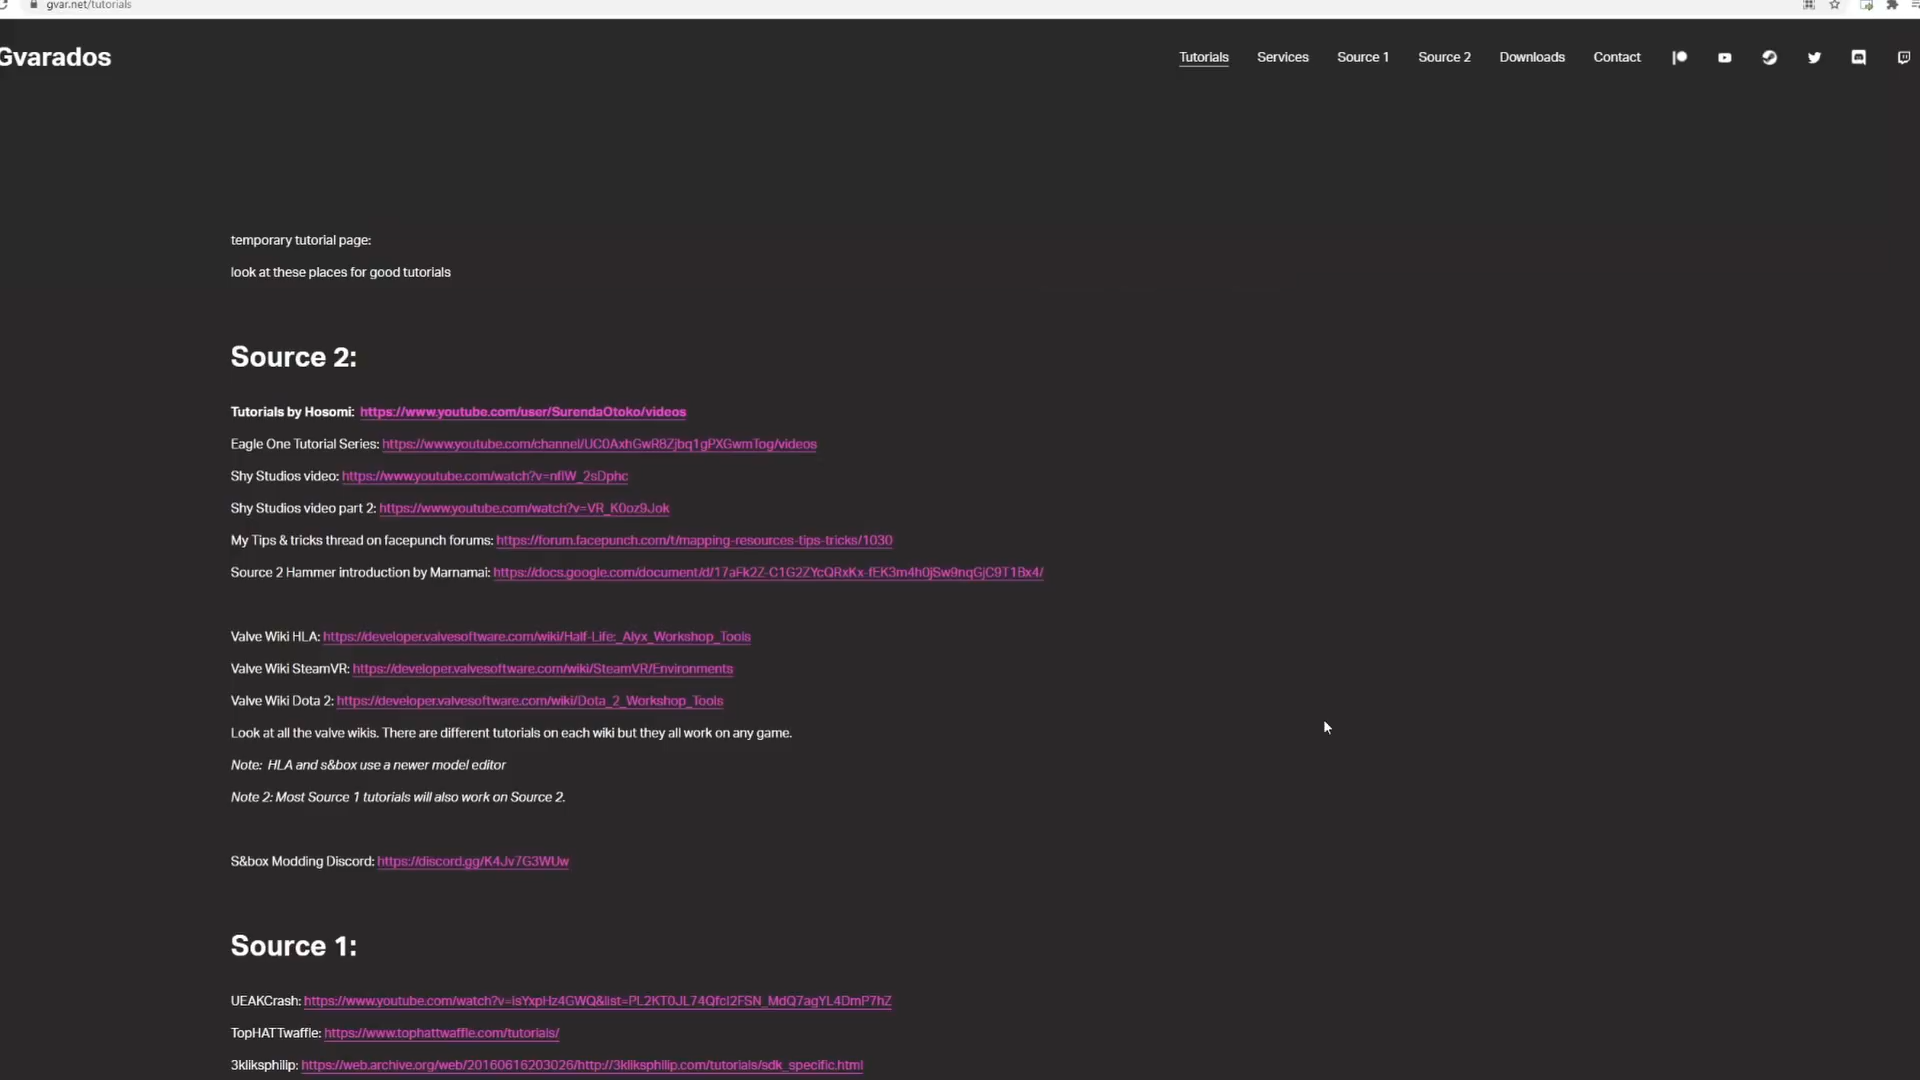 gvar.net/tutorials
Gvarados
Tutorials Services Source 1 Source 2 Downloads Contact
temporary tutorial page:
look at these places for good tutorials
Source 2:
Tutorials by Hosomi: https://www.youtube.com/user/SurendaOtoko/videos
Eagle One Tutorial Series: https://www.youtube.com/channel/UC0AxhGwR8Zjbq1gPXGwmTog/videos
Shy Studios video: https://www.youtube.com/watch?v=nflW_2sDphc
Shy Studios video part 2: https://www.youtube.com/watch?v=VR_K0oz9Jok
My Tips & tricks thread on facepunch forums: https://forum.facepunch.com/t/mapping-resources-tips-tricks/1030
Source 2 Hammer introduction by Marnamai: https://docs.google.com/document/d/17aFk2Z-C1G2ZYcQRxKx-fEK3m4h0jSw9nqGjC9T1Bx4/
Valve Wiki HLA: https://developer.valvesoftware.com/wiki/Half-Life:_Alyx_Workshop_Tools
Valve Wiki SteamVR: https://developer.valvesoftware.com/wiki/SteamVR/Environments
Valve Wiki Dota 2: https://developer.valvesoftware.com/wiki/Dota_2_Workshop_Tools
Look at all the valve wikis. There are different tutorials on each wiki but they all work on any game.
Note: HLA and s&box use a newer model editor
Note 2: Most Source 1 tutorials will also work on Source 2.
S&box Modding Discord: https://discord.gg/K4Jv7G3WUw
Source 1:
UEAKCrash: https://www.youtube.com/watch?v=isYxpHz4GWQ&list=PL2KT0JL74QfcI2FSN_MdQ7agYL4DmP7hZ
TopHATTwaffle: https://www.tophattwaffle.com/tutorials/
3kliksphilip: https://web.archive.org/web/20160616203026/http://3kliksphilip.com/tutorials/sdk_specific.html